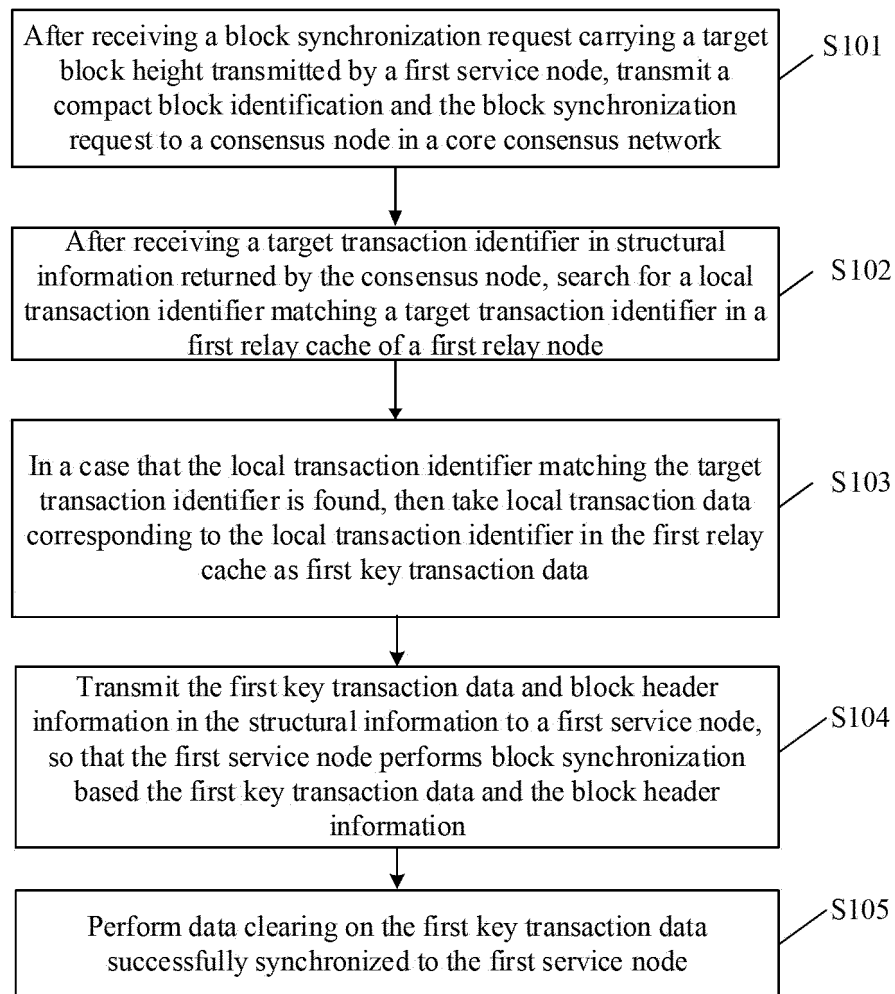 After receiving a block synchronization request carrying a target
block height transmitted by a first service node, transmit a
compact block identification and the block synchronization
request to a consensus node in a core consensus network
S101
After receiving a target transaction identifier in structural
information returned by the consensus node, search for a local
transaction identifier matching a target transaction identifier in a
first relay cache of a first relay node
S102
In a case that the local transaction identifier matching the target
transaction identifier is found, then take local transaction data
corresponding to the local transaction identifier in the first relay
cache as first key transaction data
S103
Transmit the first key transaction data and block header
information in the structural information to a first service node,
so that the first service node performs block synchronization
based the first key transaction data and the block header
information
S104
Perform data clearing on the first key transaction data
successfully synchronized to the first service node
S105